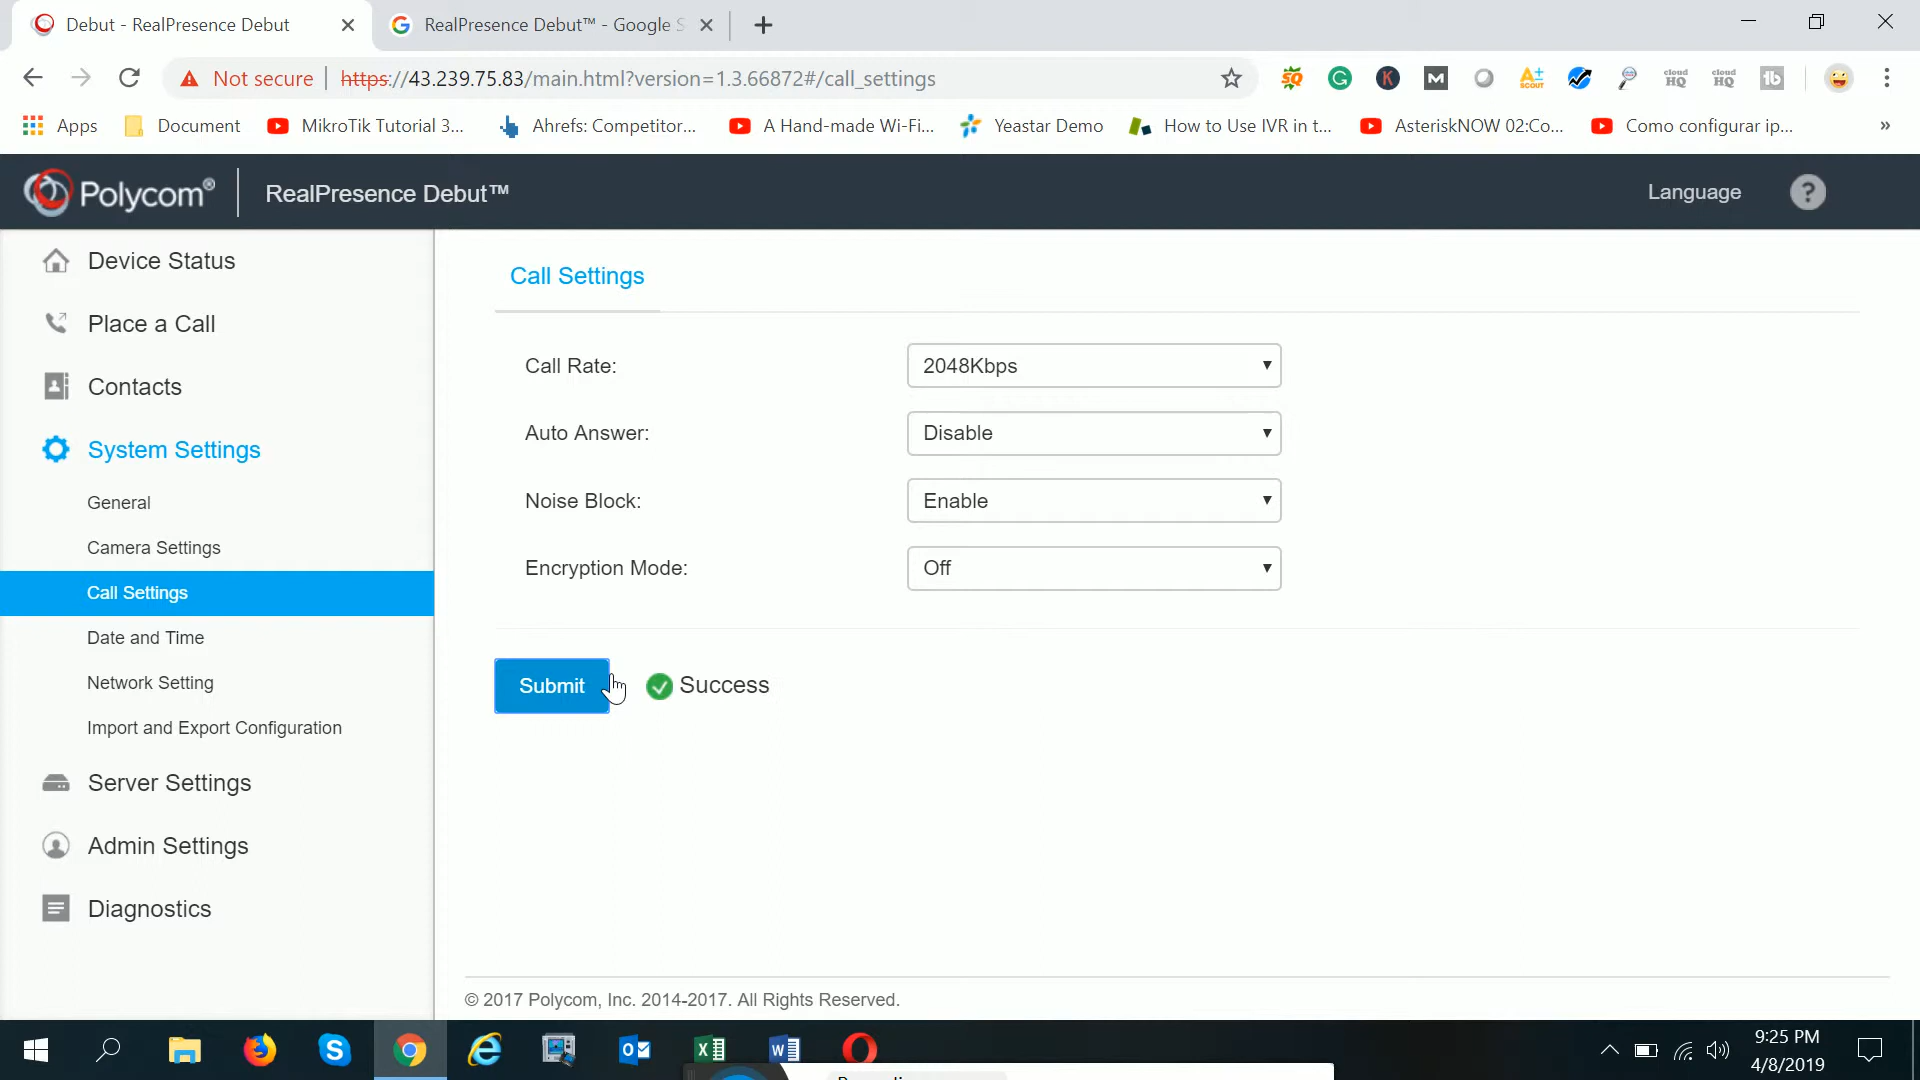 Debut - RealPresence Debut
RealPresence Debut™ - Google S
Not secure | https://43.239.75.83/main.html?version=1.3.66872#/call_settings
Apps
Document
MikroTik Tutorial 3...
Ahrefs: Competitor...
A Hand-made Wi-Fi...
Yeastar Demo
How to Use IVR in t...
AsteriskNOW 02:Co...
Como configurar ip...
»
Polycom®
RealPresence Debut™
Language
?
Device Status
Place a Call
Contacts
System Settings
General
Camera Settings
Call Settings
Date and Time
Network Setting
Import and Export Configuration
Server Settings
Admin Settings
Diagnostics
Call Settings
Call Rate: 2048Kbps
Auto Answer: Disable
Noise Block: Enable
Encryption Mode: Off
Submit
Success
© 2017 Polycom, Inc. 2014-2017. All Rights Reserved.
9:25 PM
4/8/2019